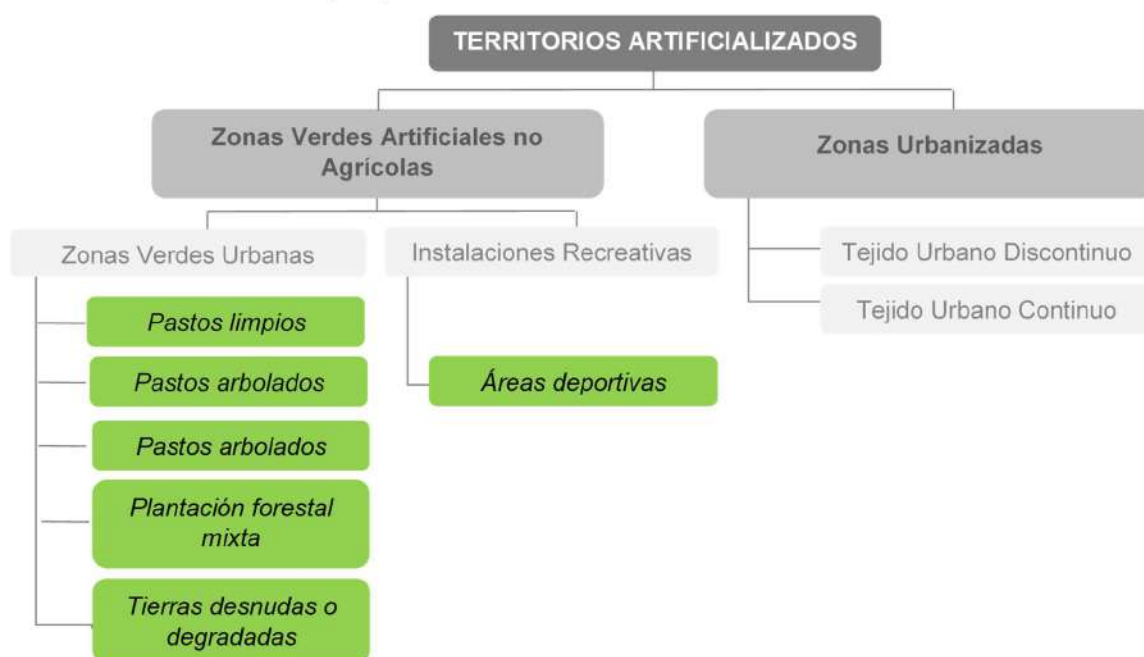 TERRITORIOS ARTIFICIALIZADOS
Zonas Verdes Artificiales no
Agrícolas
Zonas Urbanizadas
Zonas Verdes Urbanas
Instalaciones Recreativas
Tejido Urbano Discontinuo
Tejido Urbano Continuo
Pastos limpios
Pastos arbolados
Áreas deportivas
Pastos arbolados
Plantación forestal
mixta
Tierras desnudas o
degradadas